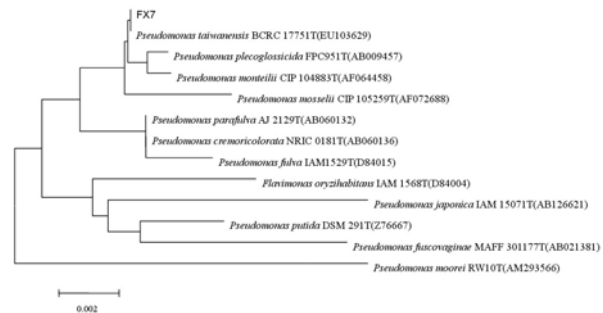 FX7
Pseudomonas taiwanensis BCRC 17751T(EU103629)
Pseudomonas plecoglossicida FPC951T(AB009457)
Pseudomonas monteilii CIP 104883T(AF064458)
Pseudomonas mosselii CIP 105259T(AF072688)
Pseudomonas parafulva AJ 2129T(AB060132)
Pseudomonas cremoricolorata NRIC 0181T(AB060136)
Pseudomonas fulva IAM1529T(D84015)
Flavimonas oryzihabitans IAM 1568T(D84004)
Pseudomonas japonica IAM 15071T(AB126621)
Pseudomonas putida DSM 291T(Z76667)
Pseudomonas fuscovaginae MAFF 301177T(AB021381)
Pseudomonas moorei RW10T(AM293566)
0.002